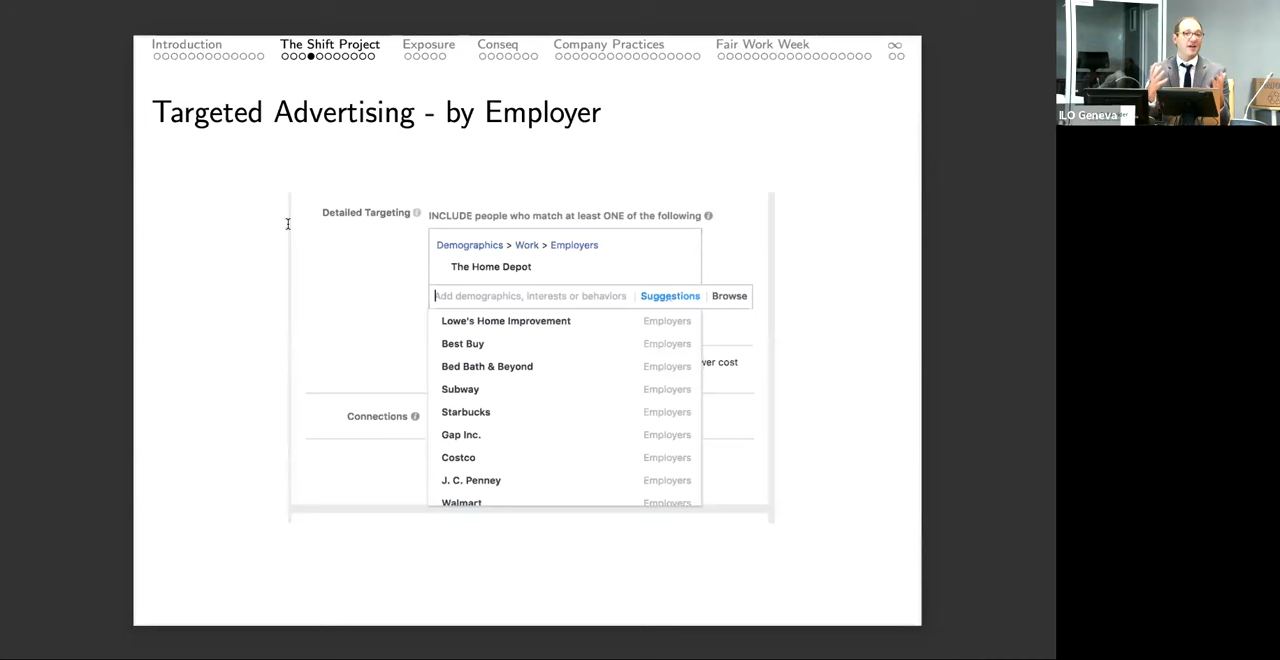 Introduction
The Shift Project
Exposure
Conseq
Company Practices
Fair Work Week
∞
Targeted Advertising - by Employer
Detailed Targeting
INCLUDE people who match at least ONE of the following
Demographics > Work > Employers
The Home Depot
Add demographics, interests or behaviors
Suggestions
Browse
Lowe's Home Improvement Employers
Best Buy Employers
Bed Bath & Beyond Employers
wer cost
Subway Employers
Connections
Starbucks Employers
Gap Inc. Employers
Costco Employers
J. C. Penney Employers
Walmart Employers
ILO Geneva